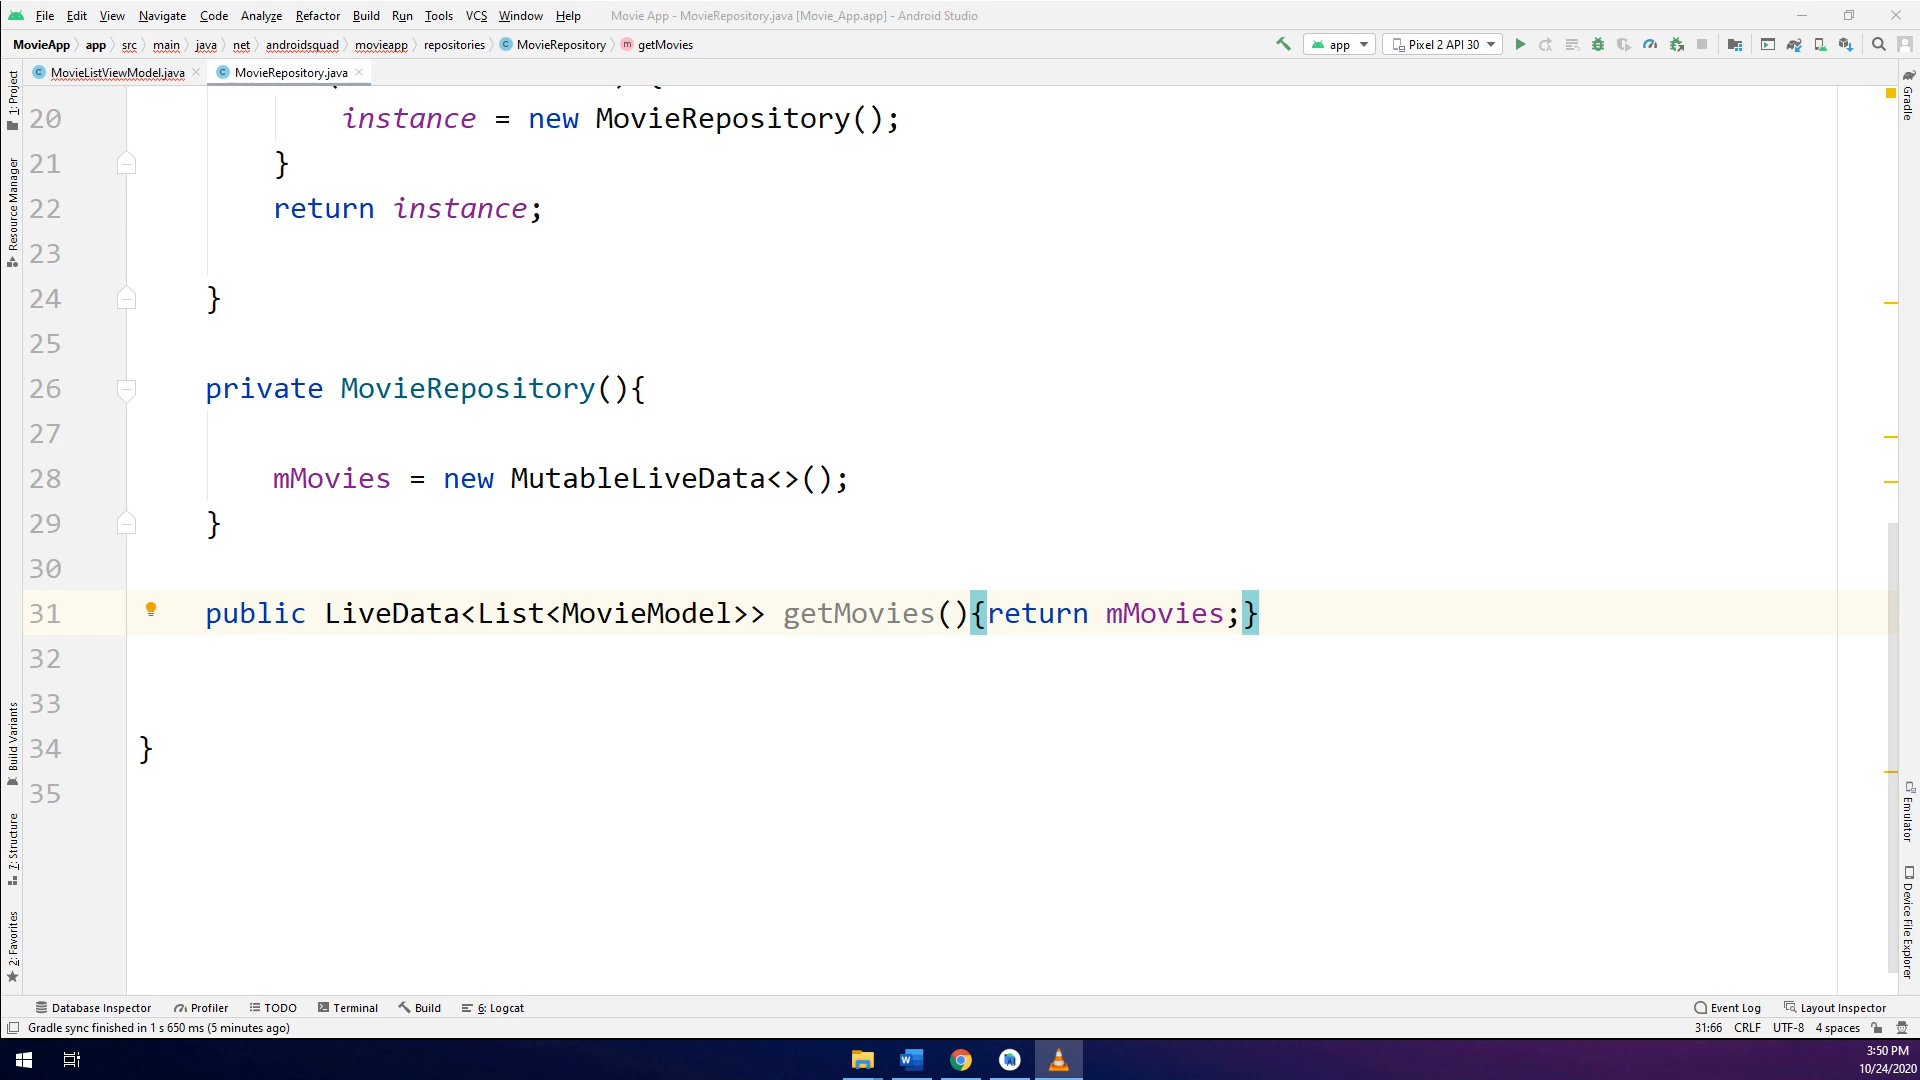 File Edit View Navigate Code Analyze Refactor Build Run Tools VCS Window Help Movie App - MovieRepository.java [Movie_App.app] - Android Studio
MovieApp app src main java net androidsquad movieapp repositories C MovieRepository m getMovies app Pixel 2 API 30
C MovieListViewModel.java C MovieRepository.java
1: Project
Resource Manager
Build Variants
7: Structure
2: Favorites
20 instance = new MovieRepository();
21 }
22 return instance;
23
24 }
25
26 private MovieRepository(){
27
28 mMovies = new MutableLiveData<>();
29 }
30
31 public LiveData<List<MovieModel>> getMovies(){return mMovies;}
32
33
34 }
35
Gradle
Emulator
Device File Explorer
Database Inspector Profiler TODO Terminal Build 6: Logcat Event Log Layout Inspector
Gradle sync finished in 1 s 650 ms (5 minutes ago) 31:66 CRLF UTF-8 4 spaces
3:50 PM
10/24/2020